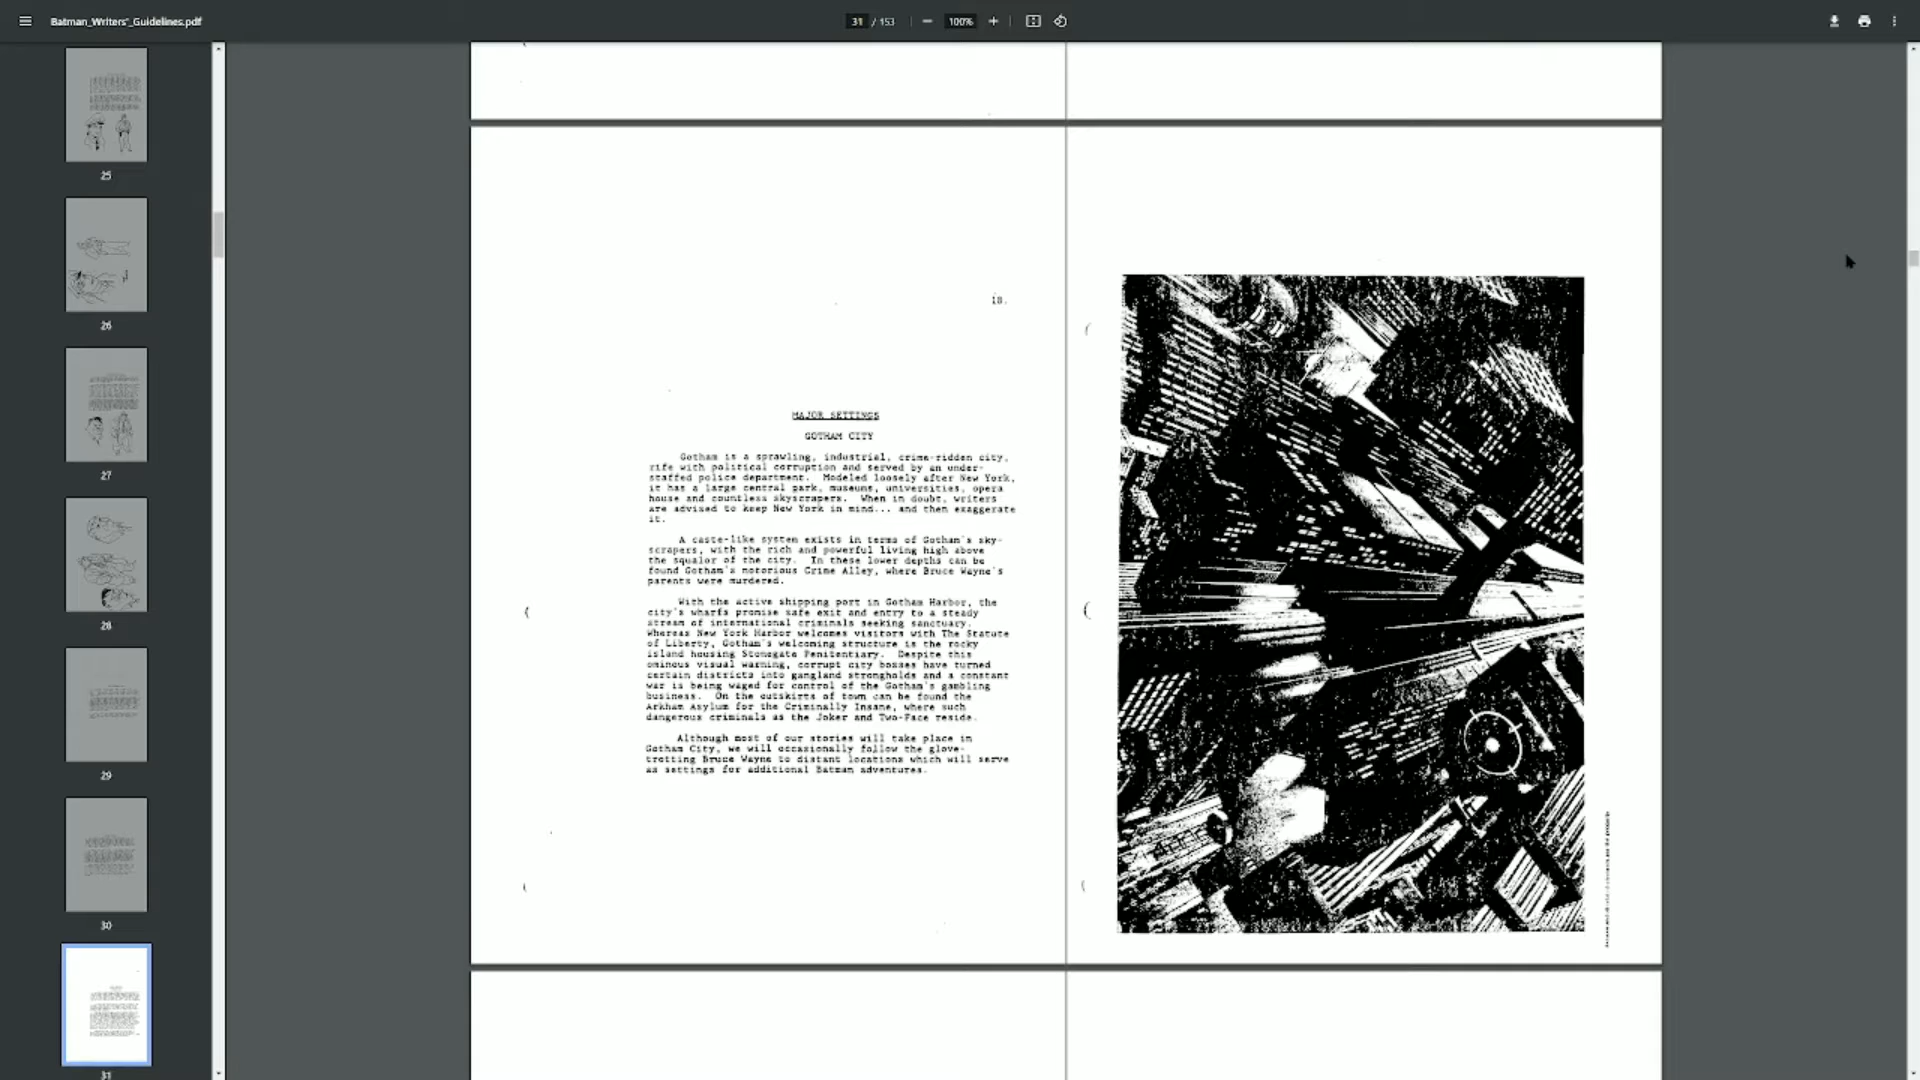 Batman_Writers'_Guidelines.pdf
31 / 153
100%
25
26
27
28
29
30
31
18.
MAJOR SETTINGS
GOTHAM CITY
Gotham is a sprawling, industrial, crime-ridden city,
rife with political corruption and served by an under-
staffed police department. Modeled loosely after New York,
it has a large central park, museums, universities, opera
house and countless skyscrapers. When in doubt, writers
are advised to keep New York in mind... and then exaggerate
it.
A caste-like system exists in terms of Gotham's sky-
scrapers, with the rich and powerful living high above
the squalor of the city. In these lower depths can be
found Gotham's notorious Crime Alley, where Bruce Wayne's
parents were murdered.
With the active shipping port in Gotham Harbor, the
city's wharfs promise safe exit and entry to a steady
stream of international criminals seeking sanctuary.
Whereas New York Harbor welcomes visitors with The Statute
of Liberty, Gotham's welcoming structure is the rocky
island housing Stonegate Penitentiary. Despite this
ominous visual warning, corrupt city bosses have turned
certain districts into gangland strongholds and a constant
war is being waged for control of the Gotham's gambling
business. On the outskirts of town can be found the
Arkham Asylum for the Criminally Insane, where such
dangerous criminals as the Joker and Two-Face reside.
Although most of our stories will take place in
Gotham City, we will occasionally follow the glove-
trotting Bruce Wayne to distant locations which will serve
as settings for additional Batman adventures.